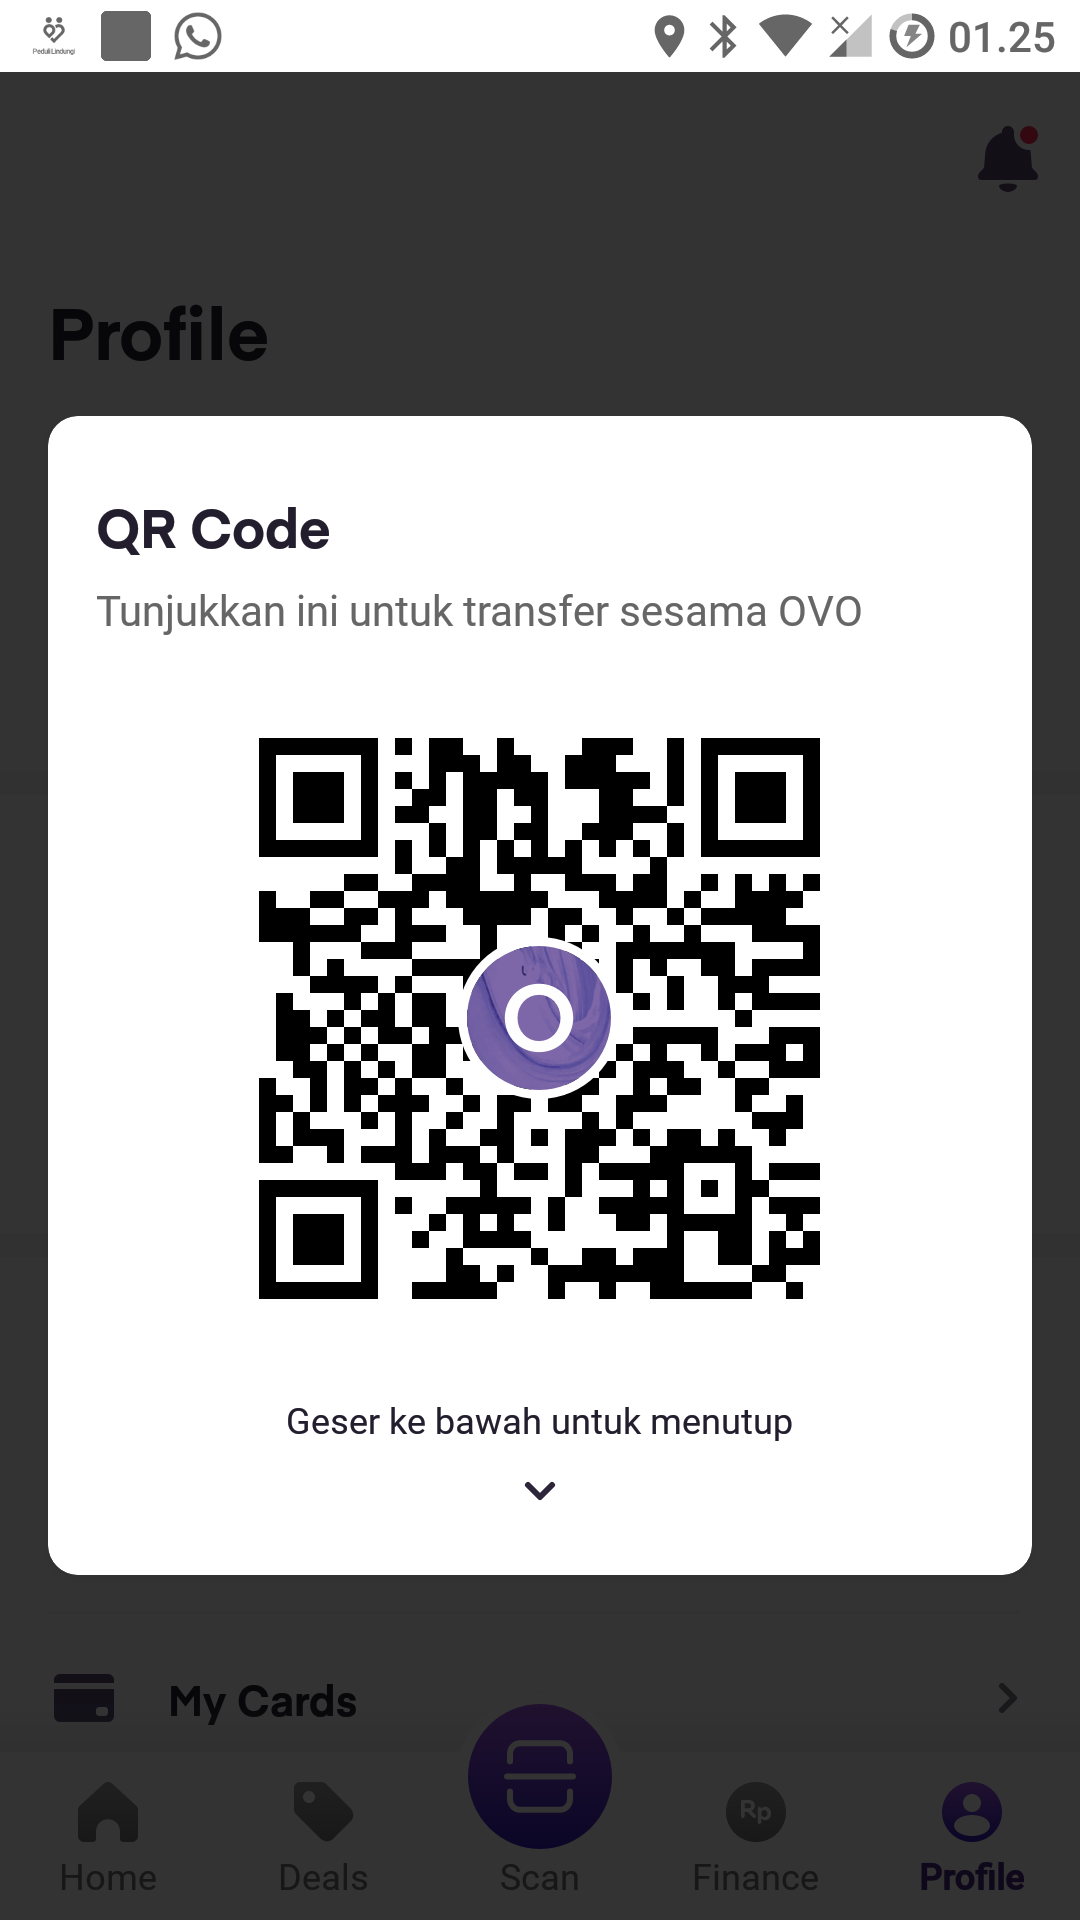 PeduliLindungi
01.25
Profile
QR Code
Tunjukkan ini untuk transfer sesama OVO
Geser ke bawah untuk menutup
My Cards
Rp
Home
Deals
Scan
Finance
Profile